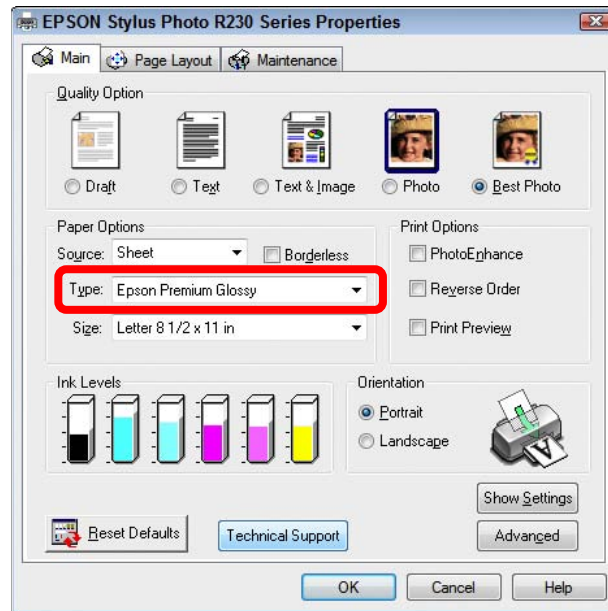 EPSON Stylus Photo R230 Series Properties
Main Page Layout Maintenance
Quality Option
Draft Text Text & Image Photo Best Photo
Paper Options
Source: Sheet Borderless
Type: Epson Premium Glossy
Size: Letter 8 1/2 x 11 in
Print Options
PhotoEnhance
Reverse Order
Print Preview
Ink Levels
Orientation
Portrait
Landscape
A
Show Settings
Reset Defaults Technical Support Advanced
OK Cancel Help